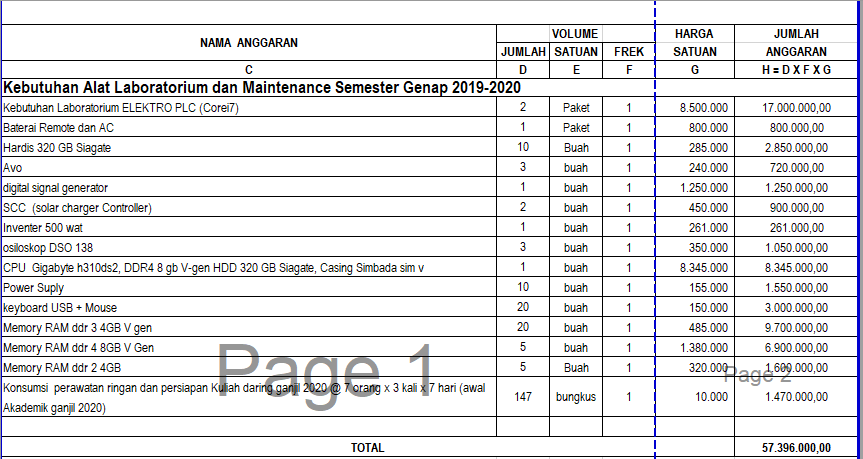 NAMA ANGGARAN VOLUME HARGA SATUAN JUMLAH ANGGARAN
JUMLAH SATUAN FREK
C D E F G H = D X F X G
Kebutuhan Alat Laboratorium dan Maintenance Semester Genap 2019-2020
Kebutuhan Laboratorium ELEKTRO PLC (Corei7) 2 Paket 1 8.500.000 17.000.000,00
Baterai Remote dan AC 1 Paket 1 800.000 800.000,00
Hardis 320 GB Siagate 10 Buah 1 285.000 2.850.000,00
Avo 3 buah 1 240.000 720.000,00
digital signal generator 1 buah 1 1.250.000 1.250.000,00
SCC (solar charger Controller) 2 buah 1 450.000 900.000,00
Inventer 500 wat 1 buah 1 261.000 261.000,00
osiloskop DSO 138 3 buah 1 350.000 1.050.000,00
CPU Gigabyte h310ds2, DDR4 8 gb V-gen HDD 320 GB Siagate, Casing Simbada sim v 1 buah 1 8.345.000 8.345.000,00
Power Suply 10 buah 1 155.000 1.550.000,00
keyboard USB + Mouse 20 buah 1 150.000 3.000.000,00
Memory RAM ddr 3 4GB V gen 20 buah 1 485.000 9.700.000,00
Memory RAM ddr 4 8GB V Gen 5 buah 1 1.380.000 6.900.000,00
Memory RAM ddr 2 4GB 5 Buah 1 320.000 1.600.000,00
Konsumsi perawatan ringan dan persiapan Kuliah daring ganjil 2020 @ 7 orang x 3 kali x 7 hari (awal
Akademik ganjil 2020) 147 bungkus 1 10.000 1.470.000,00
TOTAL 57.396.000,00
Page 1
Page 2